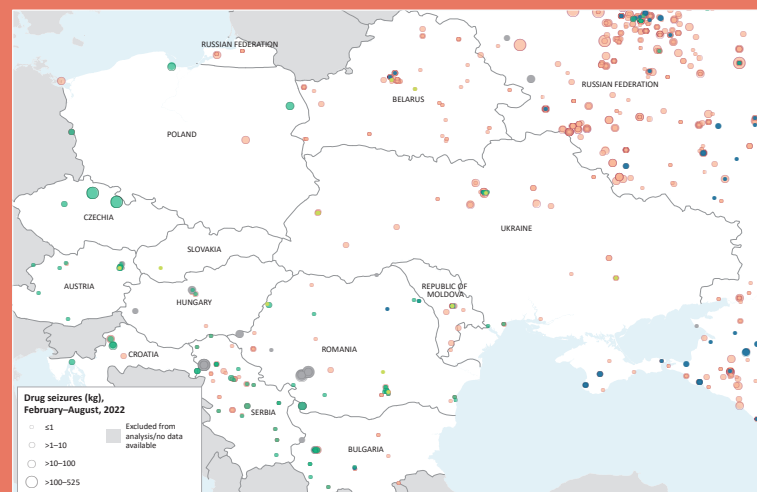 RUSSIAN FEDERATION
RUSSIAN FEDERATION
BELARUS
POLAND
CZECHIA
UKRAINE
SLOVAKIA
AUSTRIA
HUNGARY
REPUBLIC OF
MOLDOVA
ROMANIA
CROATIA
SERBIA
BULGARIA
Drug seizures (kg),
February–August, 2022
≤1
>1–10
>10–100
>100–525
Excluded from
analysis/no data
available